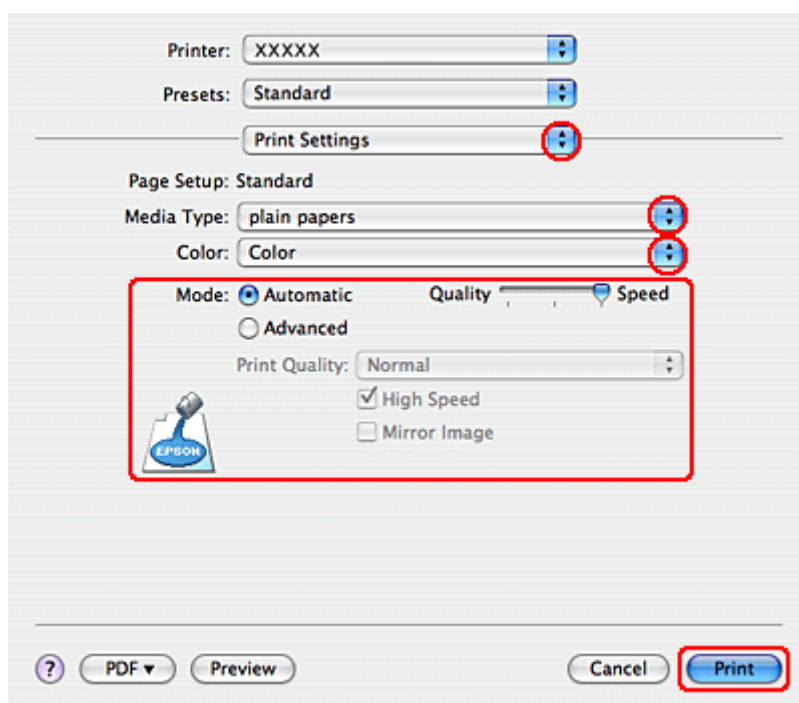 Printer: XXXXX
Presets: Standard
Print Settings
Page Setup: Standard
Media Type: plain papers
Color: Color
Mode: Automatic Quality Speed
Advanced
Print Quality: Normal
High Speed
Mirror Image
EPSON
? PDF Preview Cancel Print